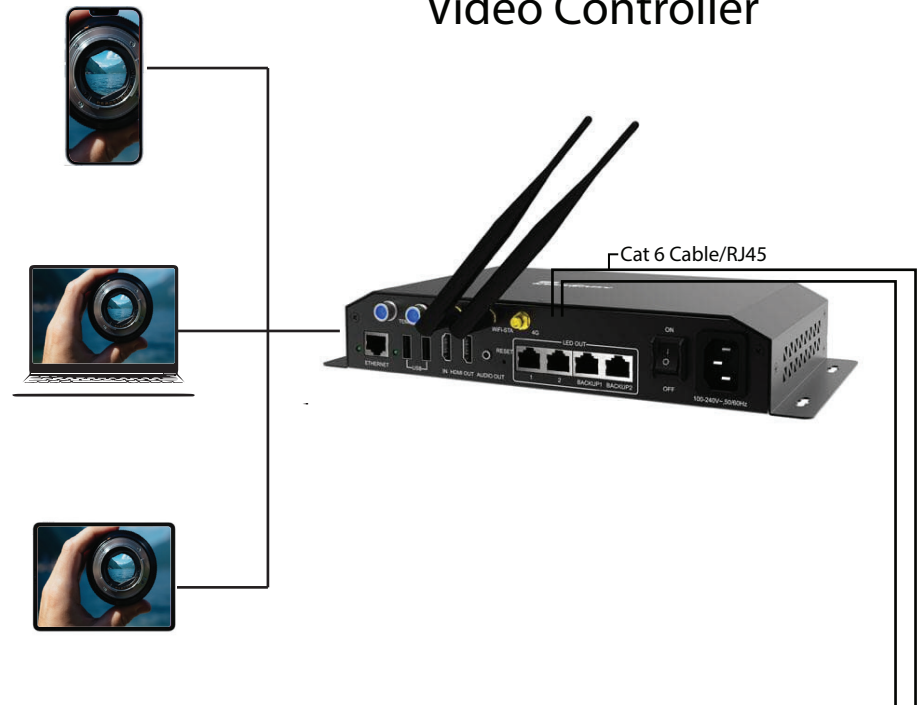 Video Controller
Cat 6 Cable/RJ45
WIFI-STA
4G
ON
LED OUT
RESET
ETHERNET
USB
IN
HDMI OUT
AUDIO OUT
1
2
BACKUP1
BACKUP2
OFF
100-240V~,50/60Hz